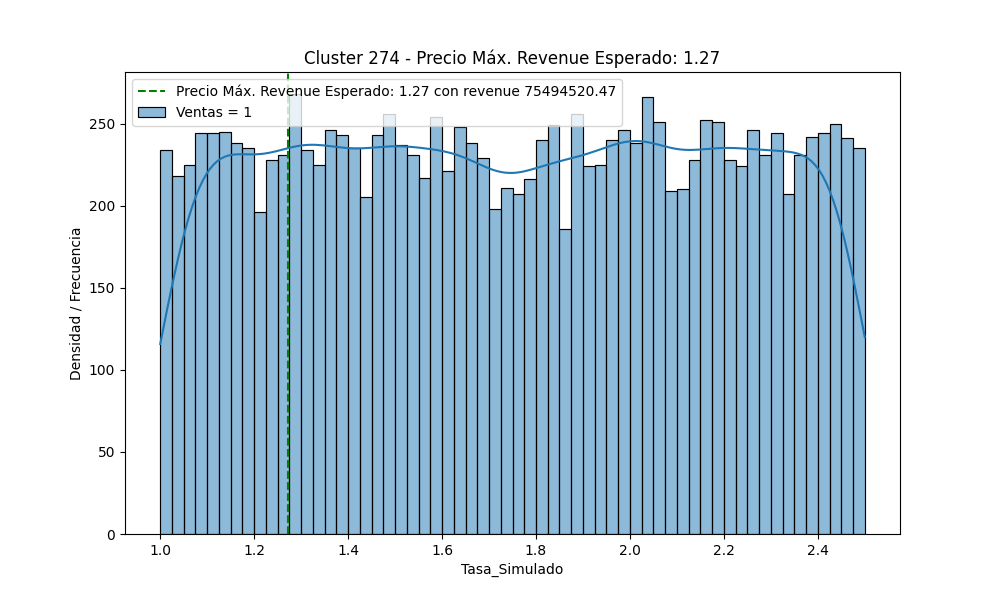 Cluster 274 - Precio Máx. Revenue Esperado: 1.27
Precio Máx. Revenue Esperado: 1.27 con revenue 75494520.47
Ventas = 1
Densidad / Frecuencia
250
200
150
100
50
0
1.0 1.2 1.4 1.6 1.8 2.0 2.2 2.4
Tasa_Simulado